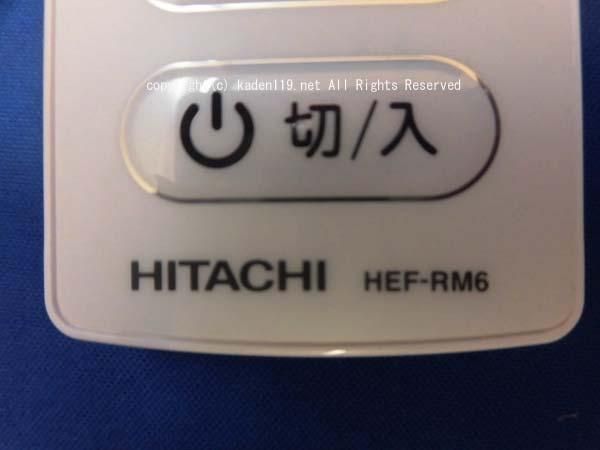 copyright(c) kaden119.net All Rights Reserved
切/入
HITACHI HEF-RM6